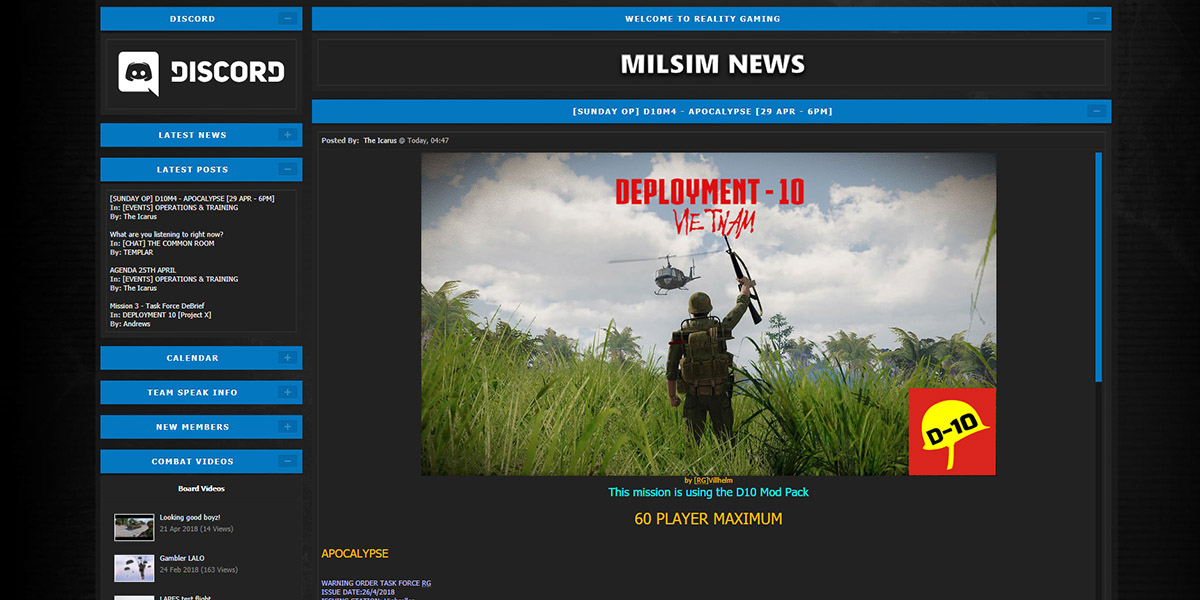 DISCORD
DISCORD
LATEST NEWS
LATEST POSTS
[SUNDAY OP] D10M4 - APOCALYPSE [29 APR - 6PM]
In: [EVENTS] OPERATIONS & TRAINING
By: The Icarus
What are you listening to right now?
In: [CHAT] THE COMMON ROOM
By: TEMPLAR
AGENDA 25TH APRIL
In: [EVENTS] OPERATIONS & TRAINING
By: The Icarus
Mission 3 - Task Force DeBrief
In: DEPLOYMENT 10 [Project X]
By: Andrews
CALENDAR
TEAM SPEAK INFO
NEW MEMBERS
COMBAT VIDEOS
Board Videos
Looking good boyz!
21 Apr 2018 (14 Views)
Gambler LALO
24 Feb 2018 (163 Views)
LAPES test flight
WELCOME TO REALITY GAMING
MILSIM NEWS
[SUNDAY OP] D10M4 - APOCALYPSE [29 APR - 6PM]
Posted By: The Icarus @ Today, 04:47
DEPLOYMENT - 10
VIETNAM
D-10
by [RG]Villhelm
This mission is using the D10 Mod Pack
60 PLAYER MAXIMUM
APOCALYPSE
WARNING ORDER TASK FORCE RG
ISSUE DATE:26/4/2018